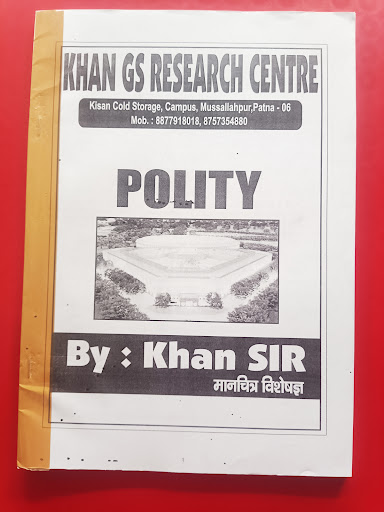 KHAN GS RESEARCH CENTRE
Kisan Cold Storage, Campus, Mussallahpur,Patna - 06
Mob. : 8877918018, 8757354880
POLITY
By : Khan SIR
मानचित्र विशेषज्ञ